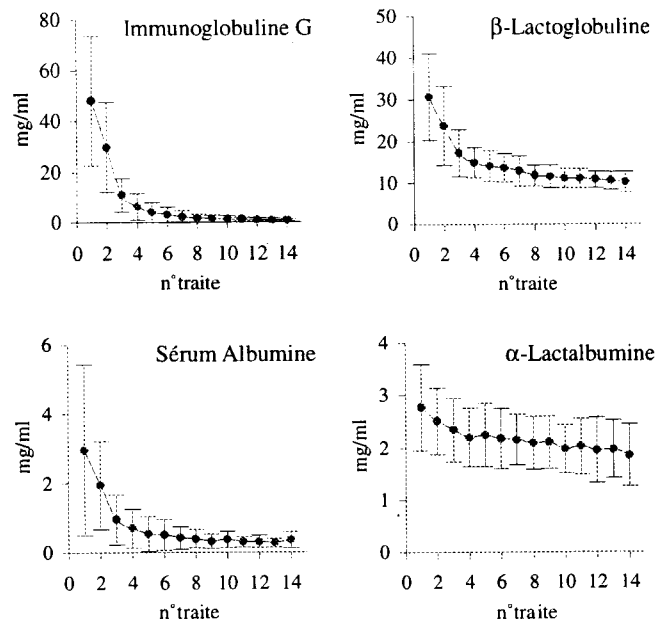 Immunoglobuline G
80
60
40
20
0
mg/ml
0 2 4 6 8 10 12 14
n°traite
β-Lactoglobuline
50
40
30
20
10
0
mg/ml
0 2 4 6 8 10 12 14
n°traite
Sérum Albumine
6
4
2
0
mg/ml
0 2 4 6 8 10 12 14
n°traite
α-Lactalbumine
4
3
2
1
0
mg/ml
0 2 4 6 8 10 12 14
n°traite